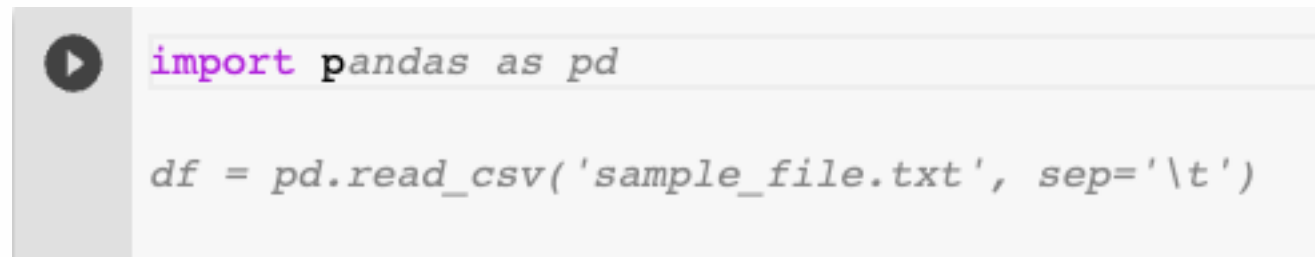 import pandas as pd
df = pd.read_csv('sample_file.txt', sep='\t')